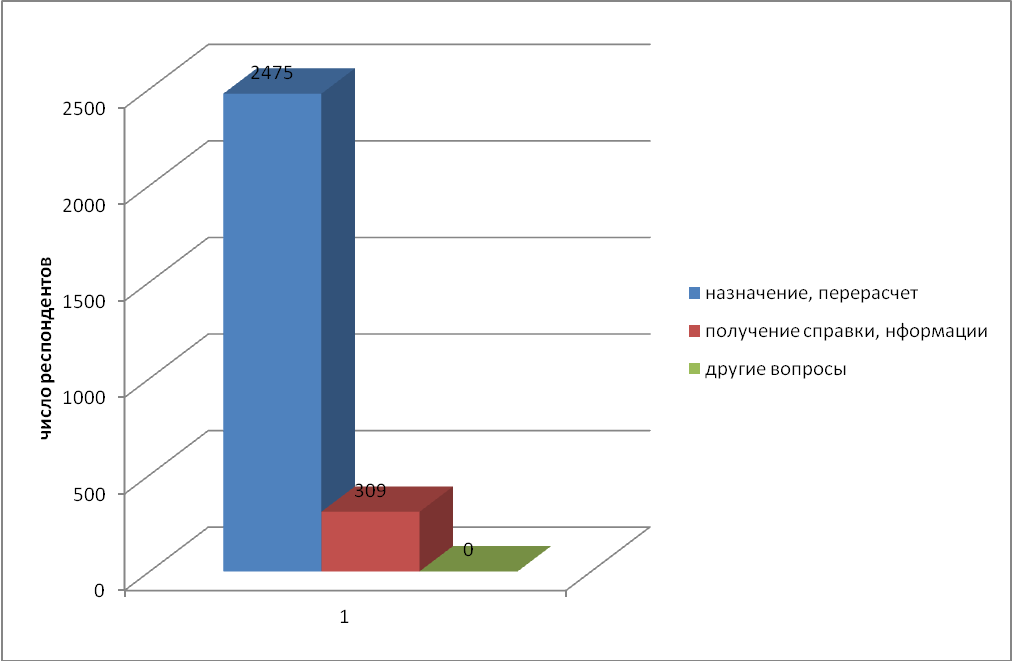 2475
2500
2000
1500
1000
500
0
309
0
1
число респондентов
назначение, перерасчет
получение справки, нформации
другие вопросы